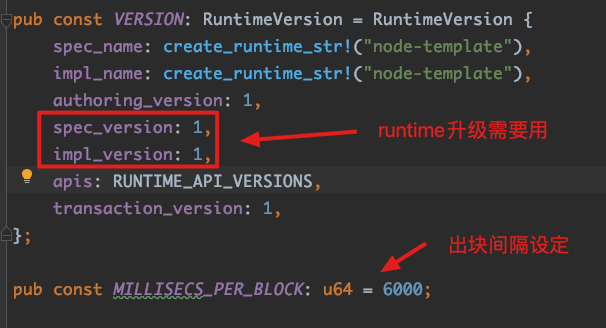 pub const VERSION: RuntimeVersion = RuntimeVersion {
spec_name: create_runtime_str!("node-template"),
impl_name: create_runtime_str!("node-template"),
authoring_version: 1,
spec_version: 1,
runtime升级需要用
impl_version: 1,
apis: RUNTIME_API_VERSIONS,
transaction_version: 1,
};
出块间隔设定
pub const MILLISECS_PER_BLOCK: u64 = 6000;